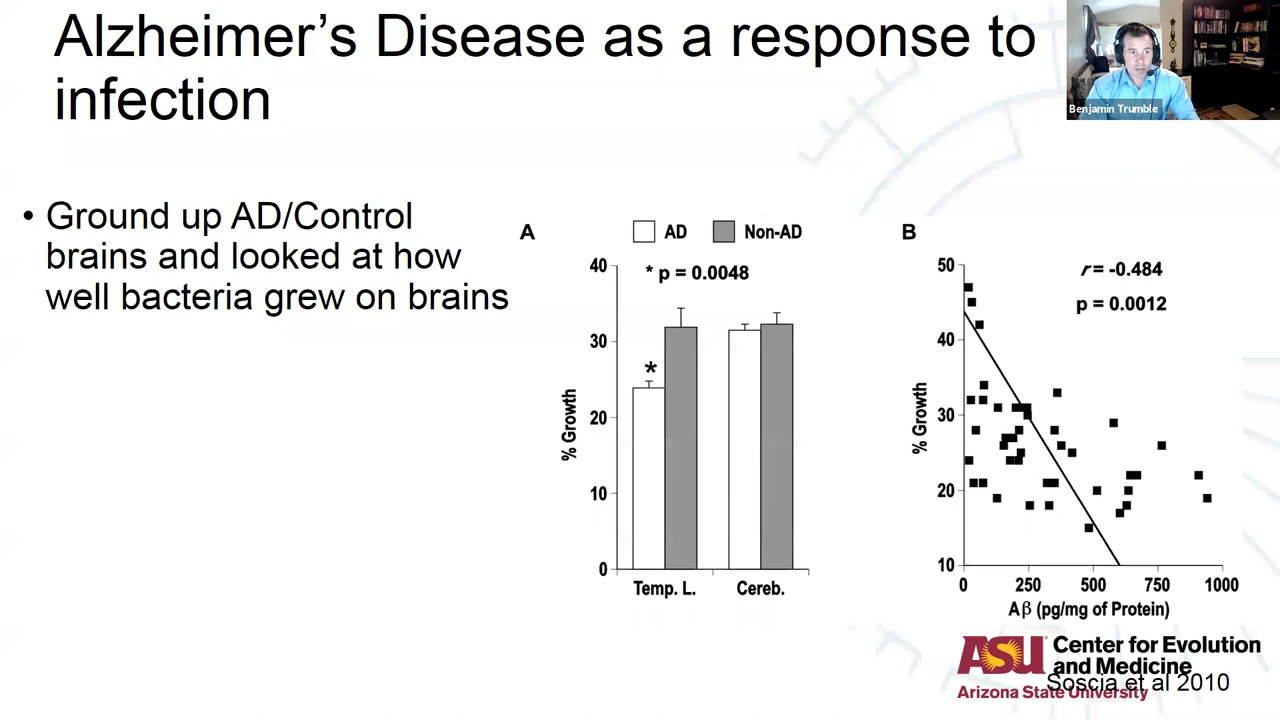 Alzheimer's Disease as a response to
infection
Benjamin Trumble
• Ground up AD/Control
brains and looked at how
well bacteria grew on brains
A
AD
Non-AD
* p = 0.0048
40
30
20
10
0
*
% Growth
Temp. L.
Cereb.
B
r = -0.484
p = 0.0012
50
40
30
20
10
% Growth
0 250 500 750 1000
Aβ (pg/mg of Protein)
ASU Center for Evolution
and Medicine
Arizona State University
Soscia et al 2010